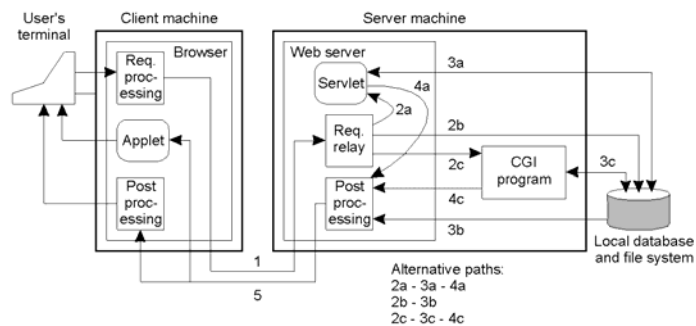 User's
terminal
Client machine
Server machine
Browser
Req.
proc-
essing
Applet
Post
proc-
essing
Web server
Servlet
Req.
relay
Post
proc-
essing
CGI
program
3a
4a
2a
2b
2c
3c
4c
3b
1
5
Local database
and file system
Alternative paths:
2a - 3a - 4a
2b - 3b
2c - 3c - 4c